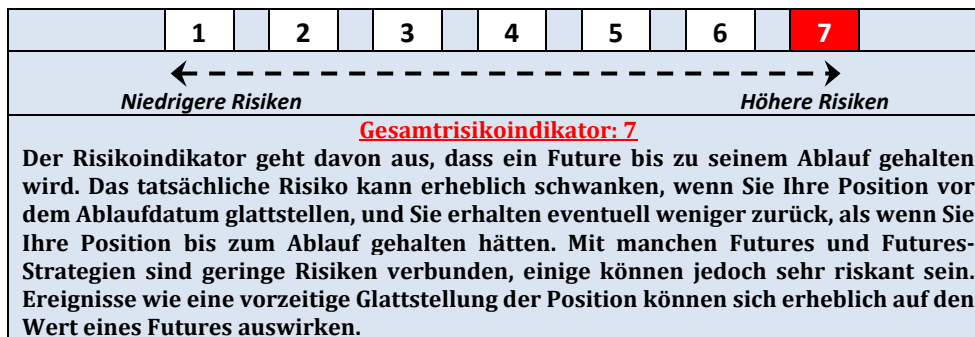 1 2 3 4 5 6 7
Niedrigere Risiken Höhere Risiken
Gesamtrisikoindikator: 7
Der Risikoindikator geht davon aus, dass ein Future bis zu seinem Ablauf gehalten
wird. Das tatsächliche Risiko kann erheblich schwanken, wenn Sie Ihre Position vor
dem Ablaufdatum glattstellen, und Sie erhalten eventuell weniger zurück, als wenn Sie
Ihre Position bis zum Ablauf gehalten hätten. Mit manchen Futures und Futures-
Strategien sind geringe Risiken verbunden, einige können jedoch sehr riskant sein.
Ereignisse wie eine vorzeitige Glattstellung der Position können sich erheblich auf den
Wert eines Futures auswirken.